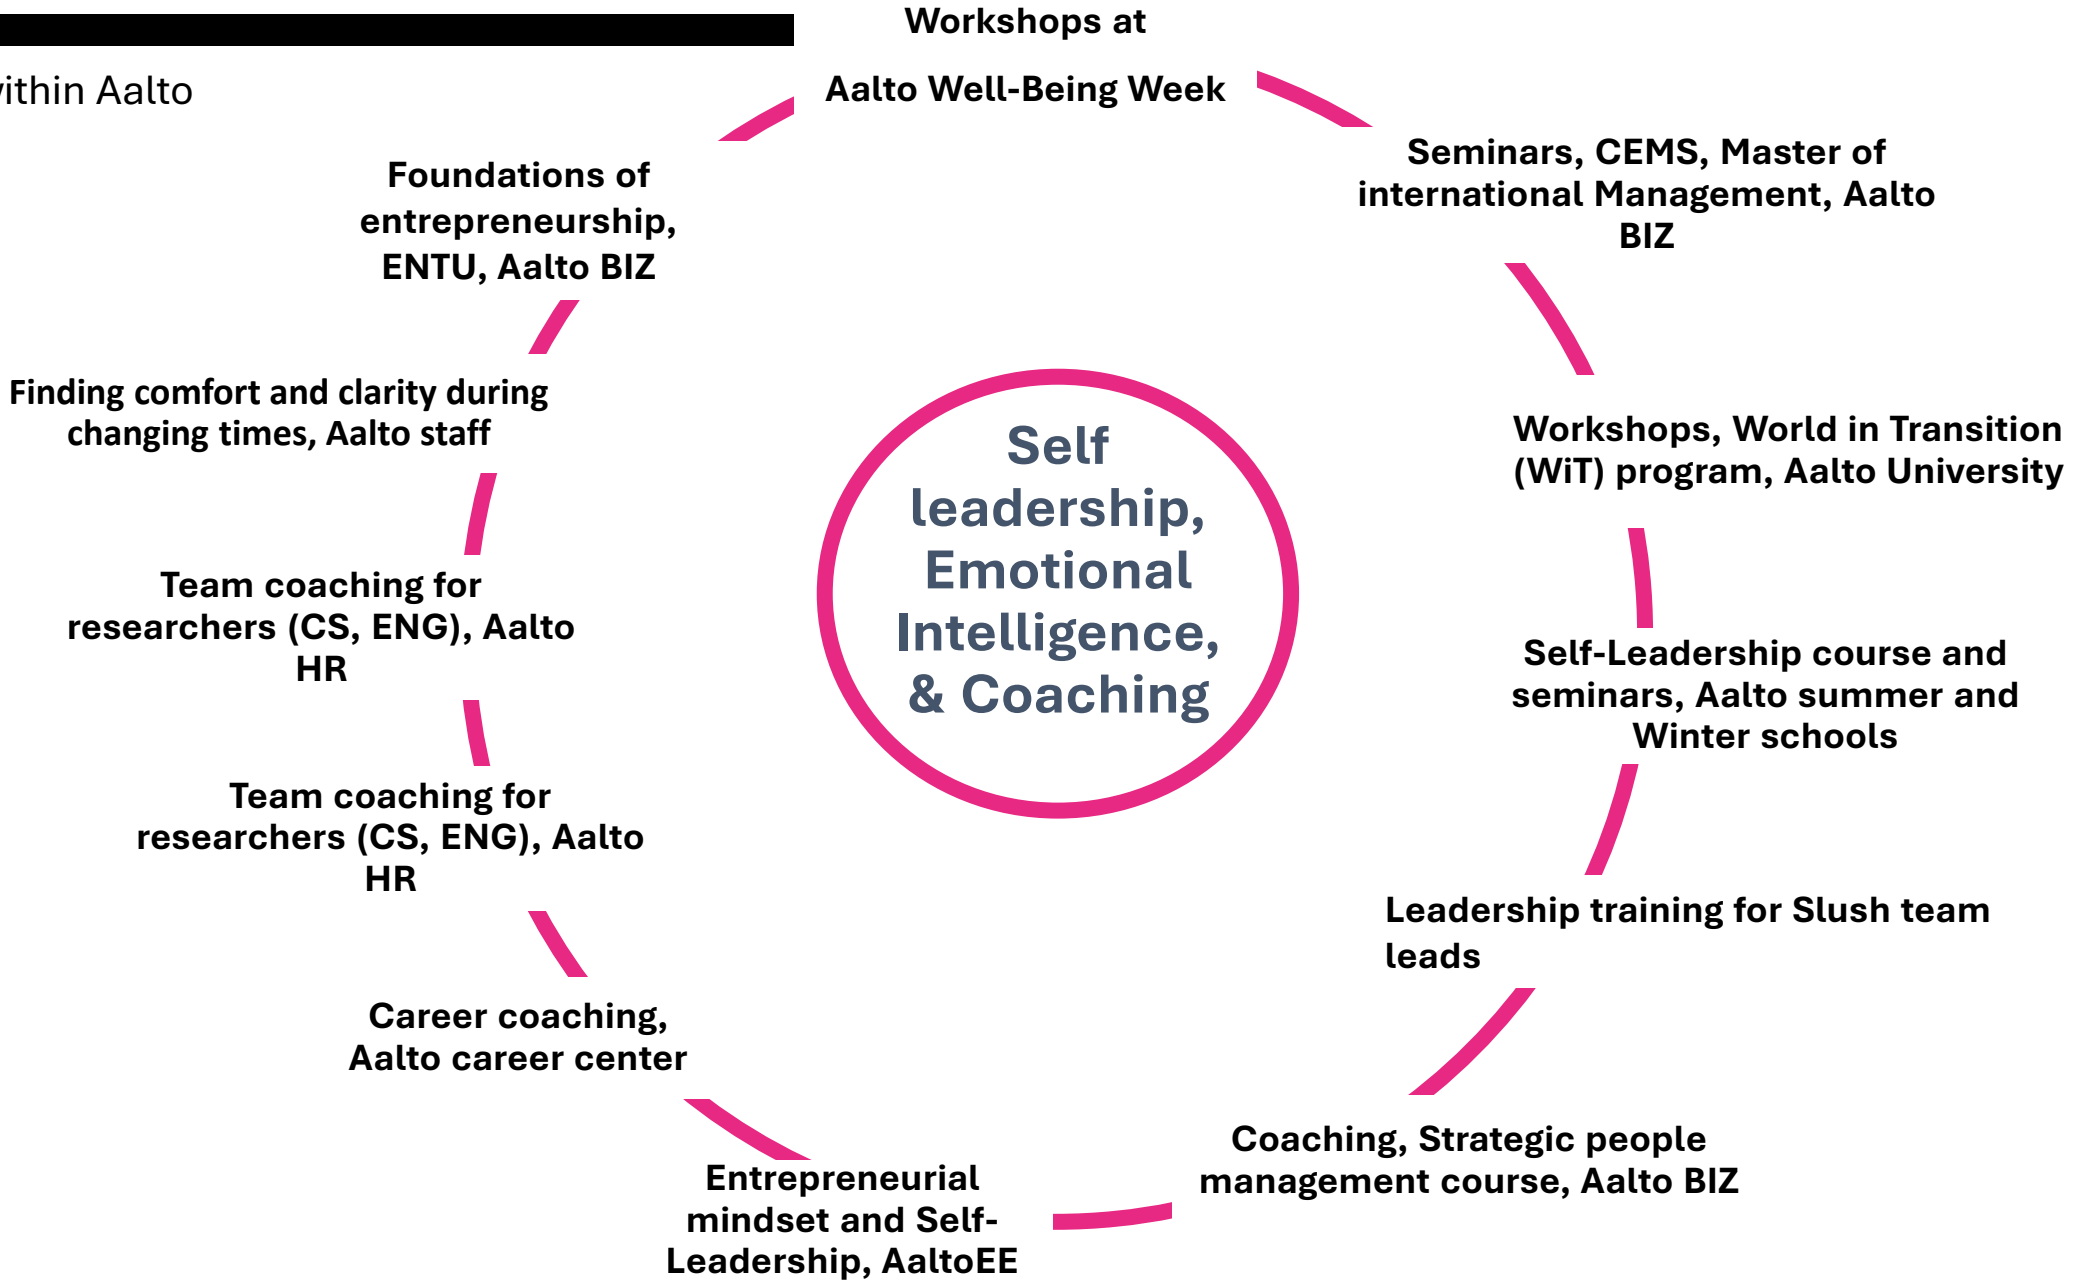 within Aalto
Workshops at
Aalto Well-Being Week
Seminars, CEMS, Master of
international Management, Aalto
BIZ
Workshops, World in Transition
(WiT) program, Aalto University
Self-Leadership course and
seminars, Aalto summer and
Winter schools
Leadership training for Slush team
leads
Coaching, Strategic people
management course, Aalto BIZ
Entrepreneurial
mindset and Self-
Leadership, AaltoEE
Career coaching,
Aalto career center
Team coaching for
researchers (CS, ENG), Aalto
HR
Team coaching for
researchers (CS, ENG), Aalto
HR
Finding comfort and clarity during
changing times, Aalto staff
Foundations of
entrepreneurship,
ENTU, Aalto BIZ
Self
leadership,
Emotional
Intelligence,
& Coaching